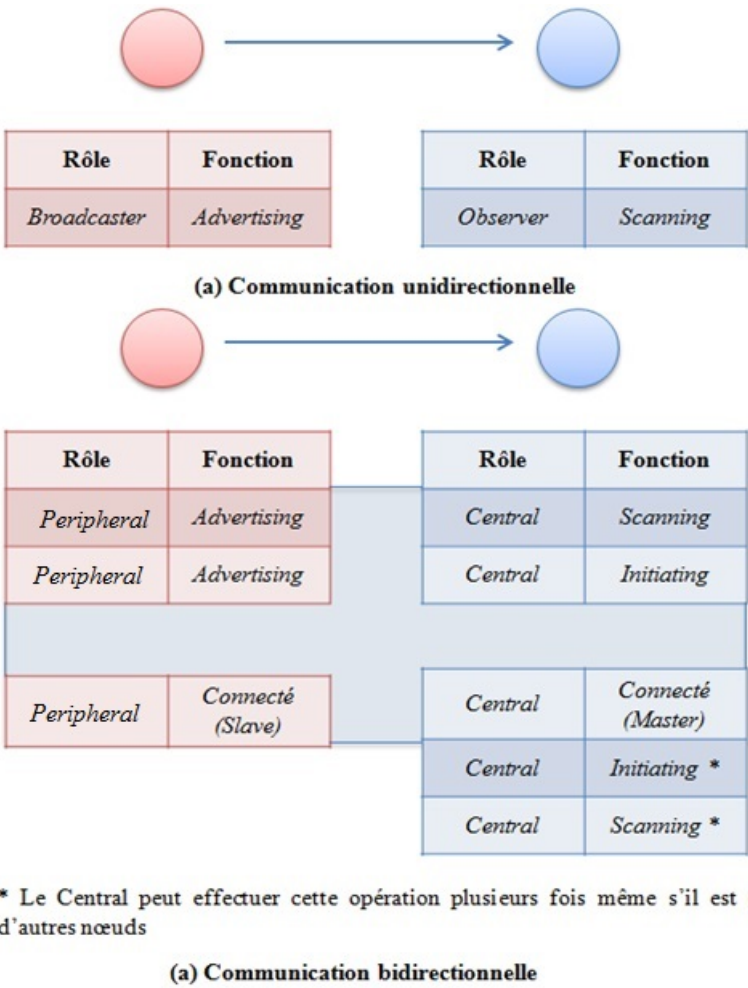 Rôle Fonction Rôle Fonction
Broadcaster Advertising Observer Scanning
(a) Communication unidirectionnelle
Rôle Fonction Rôle Fonction
Peripheral Advertising Central Scanning
Peripheral Advertising Central Initiating
Peripheral Connecté (Slave) Central Connecté (Master)
Central Initiating *
Central Scanning *
* Le Central peut effectuer cette opération plusieurs fois même s'il est
d'autres nœuds
(a) Communication bidirectionnelle